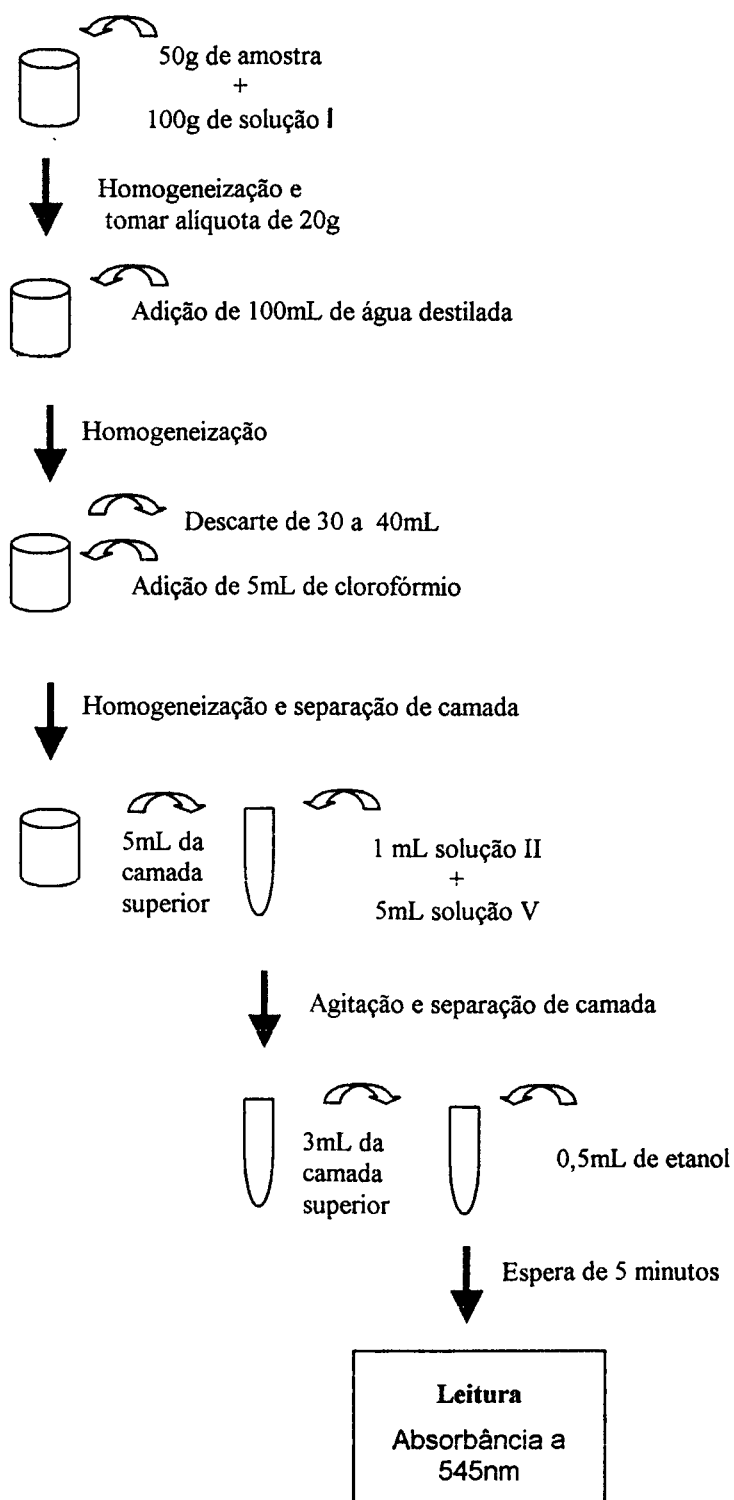 50g de amostra
+
100g de solução I
Homogeneização e
tomar alíquota de 20g
Adição de 100mL de água destilada
Homogeneização
Descarte de 30 a 40mL
Adição de 5mL de clorofórmio
Homogeneização e separação de camada
5mL da
camada
superior
1 mL solução II
+
5mL solução V
Agitação e separação de camada
3mL da
camada
superior
0,5mL de etanol
Espera de 5 minutos
Leitura
Absorbância a
545nm